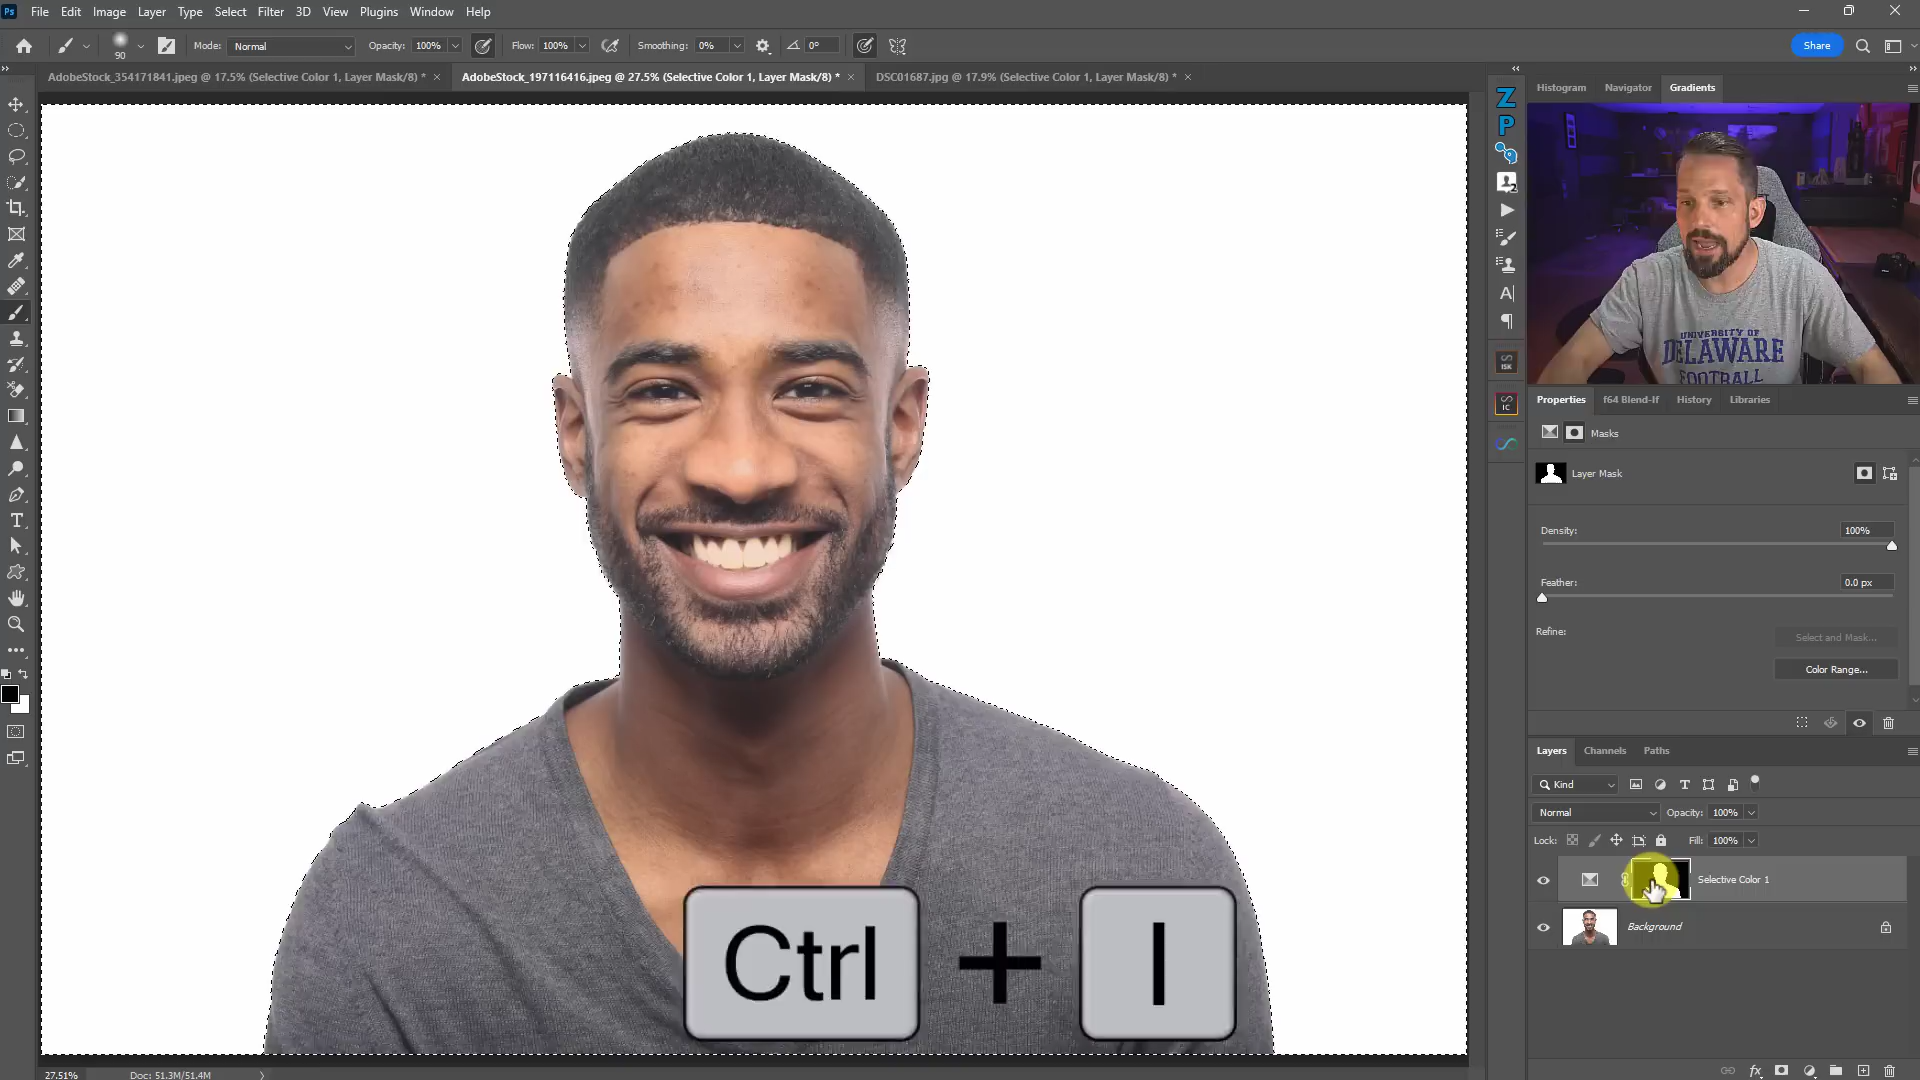 Ps File Edit Image Layer Type Select Filter 3D View Plugins Window Help
90 Mode: Normal Opacity: 100% Flow: 100% Smoothing: 0% 0° Share
AdobeStock_354171841.jpeg @ 17.5% (Selective Color 1, Layer Mask/8) * × AdobeStock_197116416.jpeg @ 27.5% (Selective Color 1, Layer Mask/8) * × DSC01687.jpg @ 17.9% (Selective Color 1, Layer Mask/8) * ×
Histogram Navigator Gradients
Z
P
A|
UNIVERSITY OF
DELAWARE
FOOTBALL
ISK
IC
Properties f64 Blend-If History Libraries
Masks
Layer Mask
Density: 100%
Feather: 0.0 px
Refine: Select and Mask...
Color Range...
Layers Channels Paths
Kind
Normal Opacity: 100%
Lock: Fill: 100%
Selective Color 1
Background
Ctrl + I
27.51% Doc: 51.3M/51.4M
fx